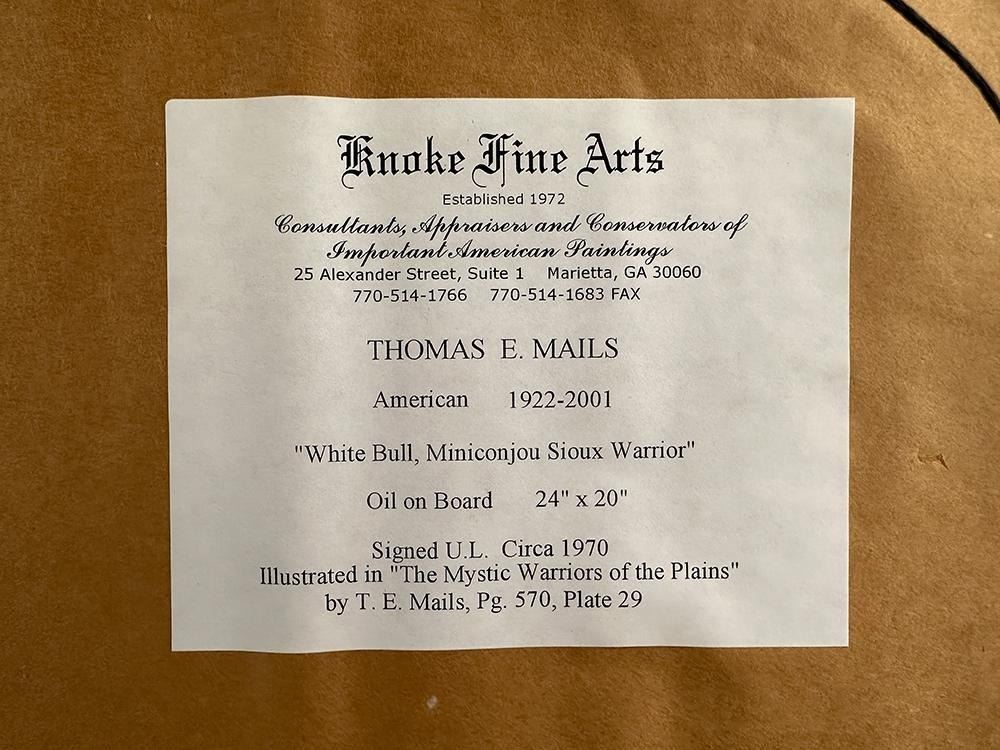 Knoke Fine Arts
Established 1972
Consultants, Appraisers and Conservators of
Important American Paintings
25 Alexander Street, Suite 1 Marietta, GA 30060
770-514-1766 770-514-1683 FAX
THOMAS E. MAILS
American 1922-2001
"White Bull, Miniconjou Sioux Warrior"
Oil on Board 24" x 20"
Signed U.L. Circa 1970
Illustrated in "The Mystic Warriors of the Plains"
by T. E. Mails, Pg. 570, Plate 29